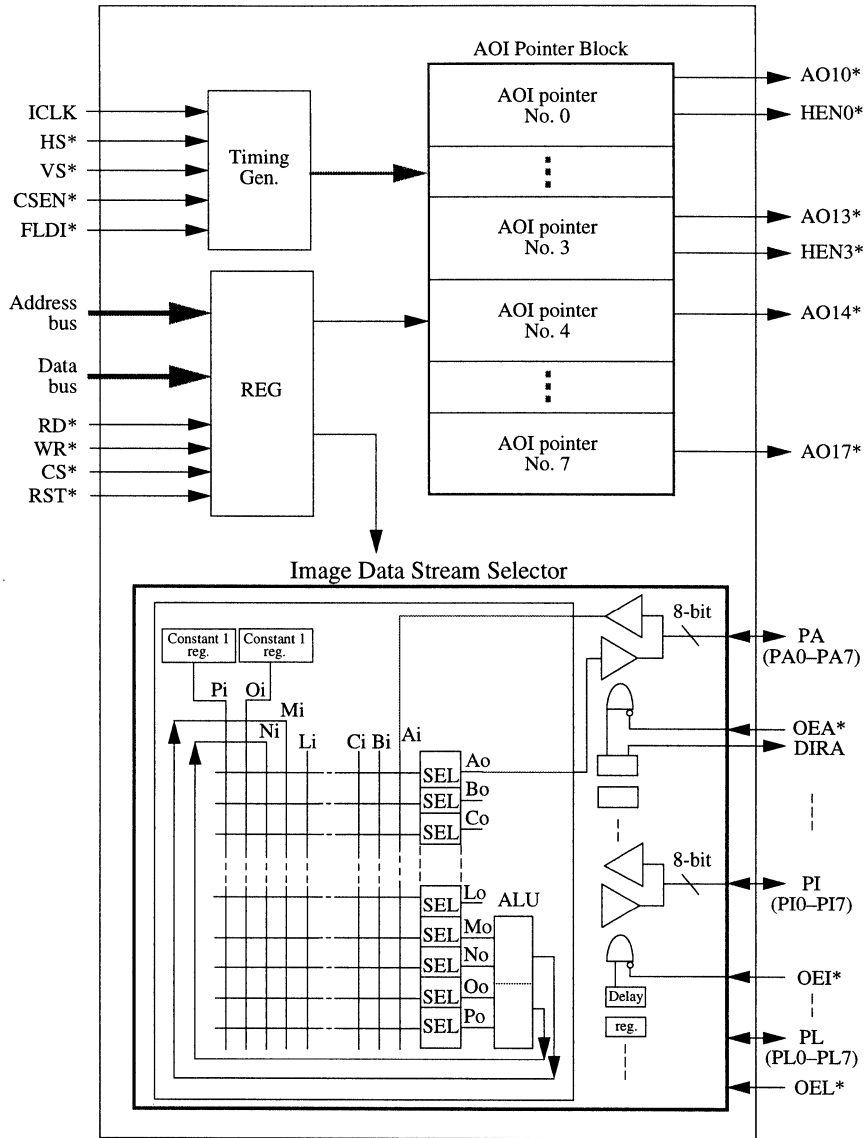 AOI Pointer Block
AOI pointer
No. 0
AOI pointer
No. 3
AOI pointer
No. 4
AOI pointer
No. 7
ICLK
HS*
VS*
CSEN*
FLDI*
Timing
Gen.
Address
bus
Data
bus
RD*
WR*
CS*
RST*
REG
AO10*
HEN0*
AO13*
HEN3*
AO14*
AO17*
Image Data Stream Selector
Constant 1
reg.
Constant 1
reg.
Pi
Oi
Mi
Ni
Li
Ci
Bi
Ai
SEL
Ao
SEL
Bo
SEL
Co
SEL
Lo
SEL
Mo
SEL
No
SEL
Oo
SEL
Po
ALU
8-bit
PA
(PA0–PA7)
OEA*
DIRA
8-bit
PI
(PI0–PI7)
OEI*
Delay
reg.
PL
(PL0–PL7)
OEL*